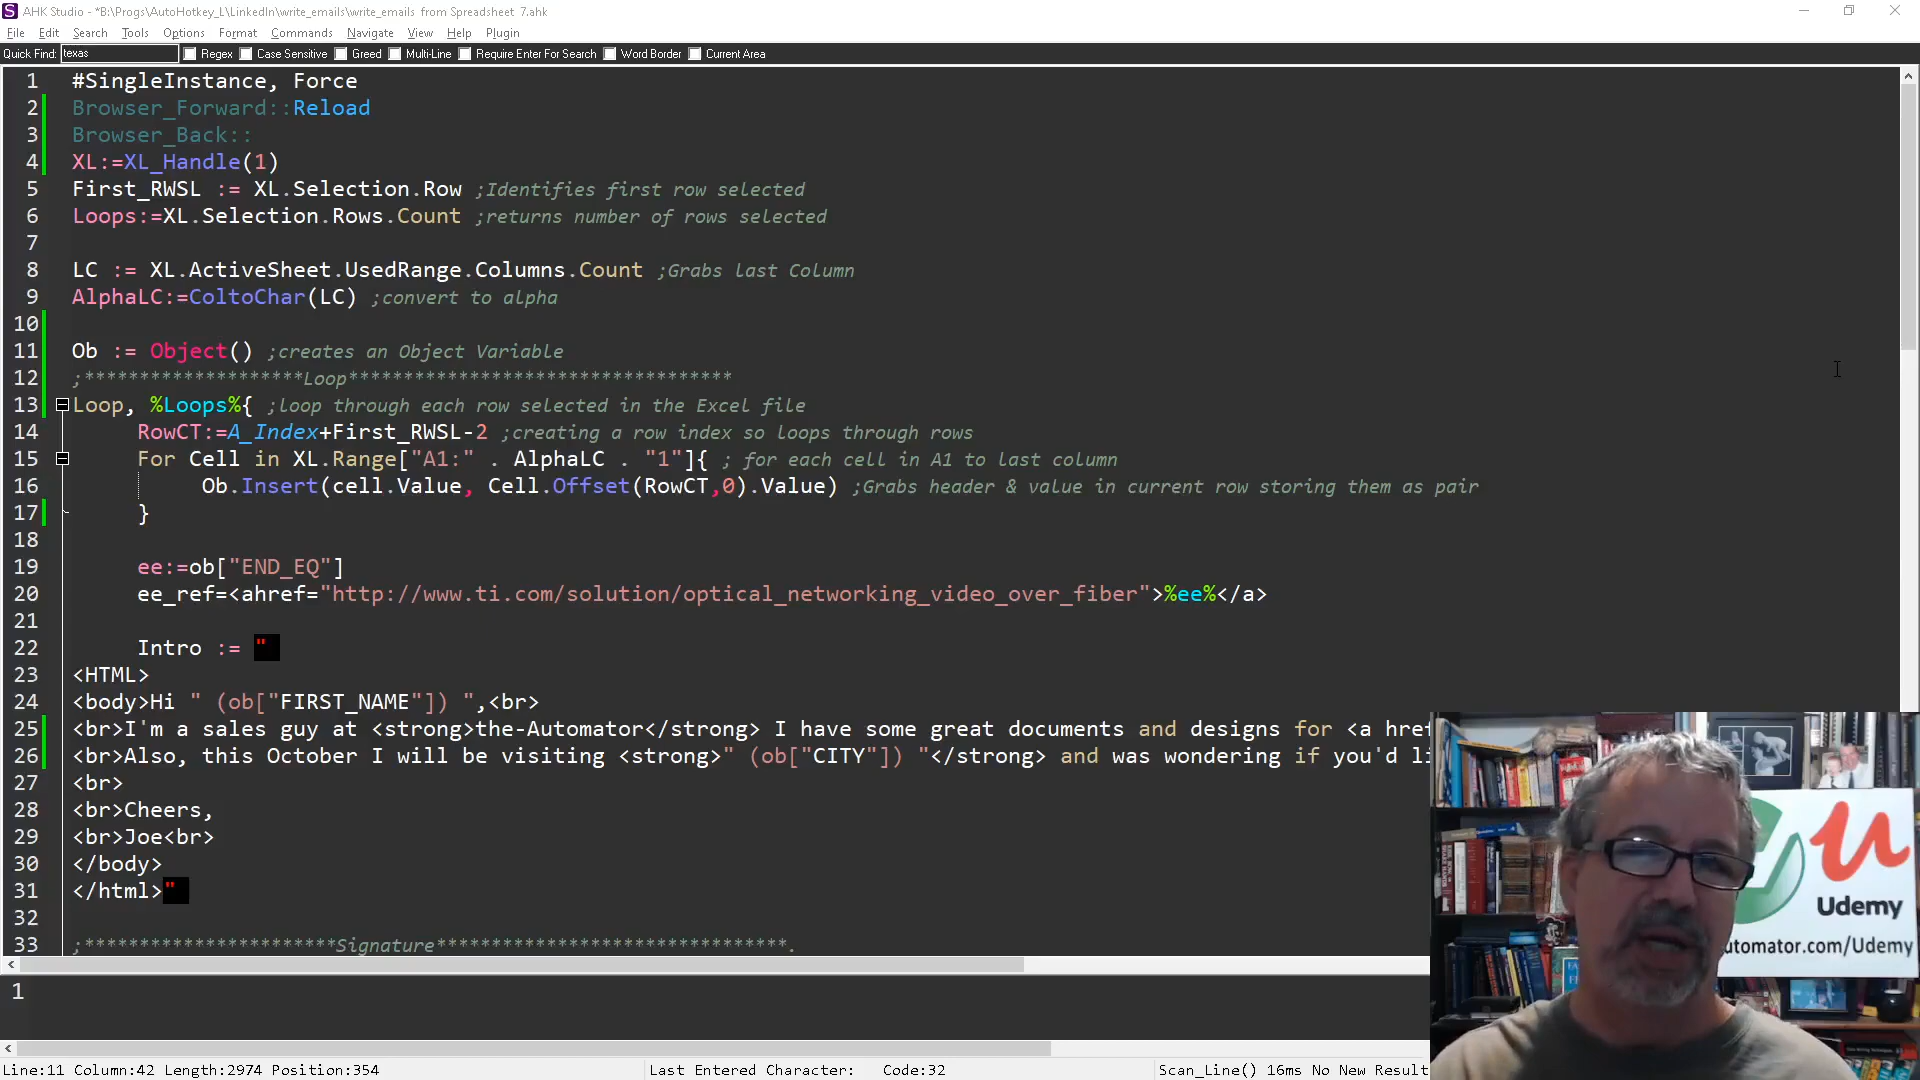 AHK Studio - *B:\Progs\AutoHotkey_L\LinkedIn\write_emails\write_emails from Spreadsheet 7.ahk
File Edit Search Tools Options Format Commands Navigate View Help Plugin
Quick Find: texas Regex Case Sensitive Greed Multi-Line Require Enter For Search Word Border Current Area
1 #SingleInstance, Force
2 Browser_Forward::Reload
3 Browser_Back::
4 XL:=XL_Handle(1)
5 First_RWSL := XL.Selection.Row ;Identifies first row selected
6 Loops:=XL.Selection.Rows.Count ;returns number of rows selected
7
8 LC := XL.ActiveSheet.UsedRange.Columns.Count ;Grabs last Column
9 AlphaLC:=ColtoChar(LC) ;convert to alpha
10
11 Ob := Object() ;creates an Object Variable
12 ;********************Loop***********************************
13 Loop, %Loops%{ ;loop through each row selected in the Excel file
14 RowCT:=A_Index+First_RWSL-2 ;creating a row index so loops through rows
15 For Cell in XL.Range["A1:" . AlphaLC . "1"]{ ; for each cell in A1 to last column
16 Ob.Insert(cell.Value, Cell.Offset(RowCT,0).Value) ;Grabs header & value in current row storing them as pair
17 }
18
19 ee:=ob["END_EQ"]
20 ee_ref=<ahref="http://www.ti.com/solution/optical_networking_video_over_fiber">%ee%</a>
21
22 Intro := "
23 <HTML>
24 <body>Hi " (ob["FIRST_NAME"]) ",<br>
25 <br>I'm a sales guy at <strong>the-Automator</strong> I have some great documents and designs for <a href
26 <br>Also, this October I will be visiting <strong>" (ob["CITY"]) "</strong> and was wondering if you'd li
27 <br>
28 <br>Cheers,
29 <br>Joe<br>
30 </body>
31 </html>"
32
33 ;***********************Signature********************************.
1
Udemy
utomator.com/Udemy
Line:11 Column:42 Length:2974 Position:354 Last Entered Character: Code:32 Scan_Line() 16ms No New Result